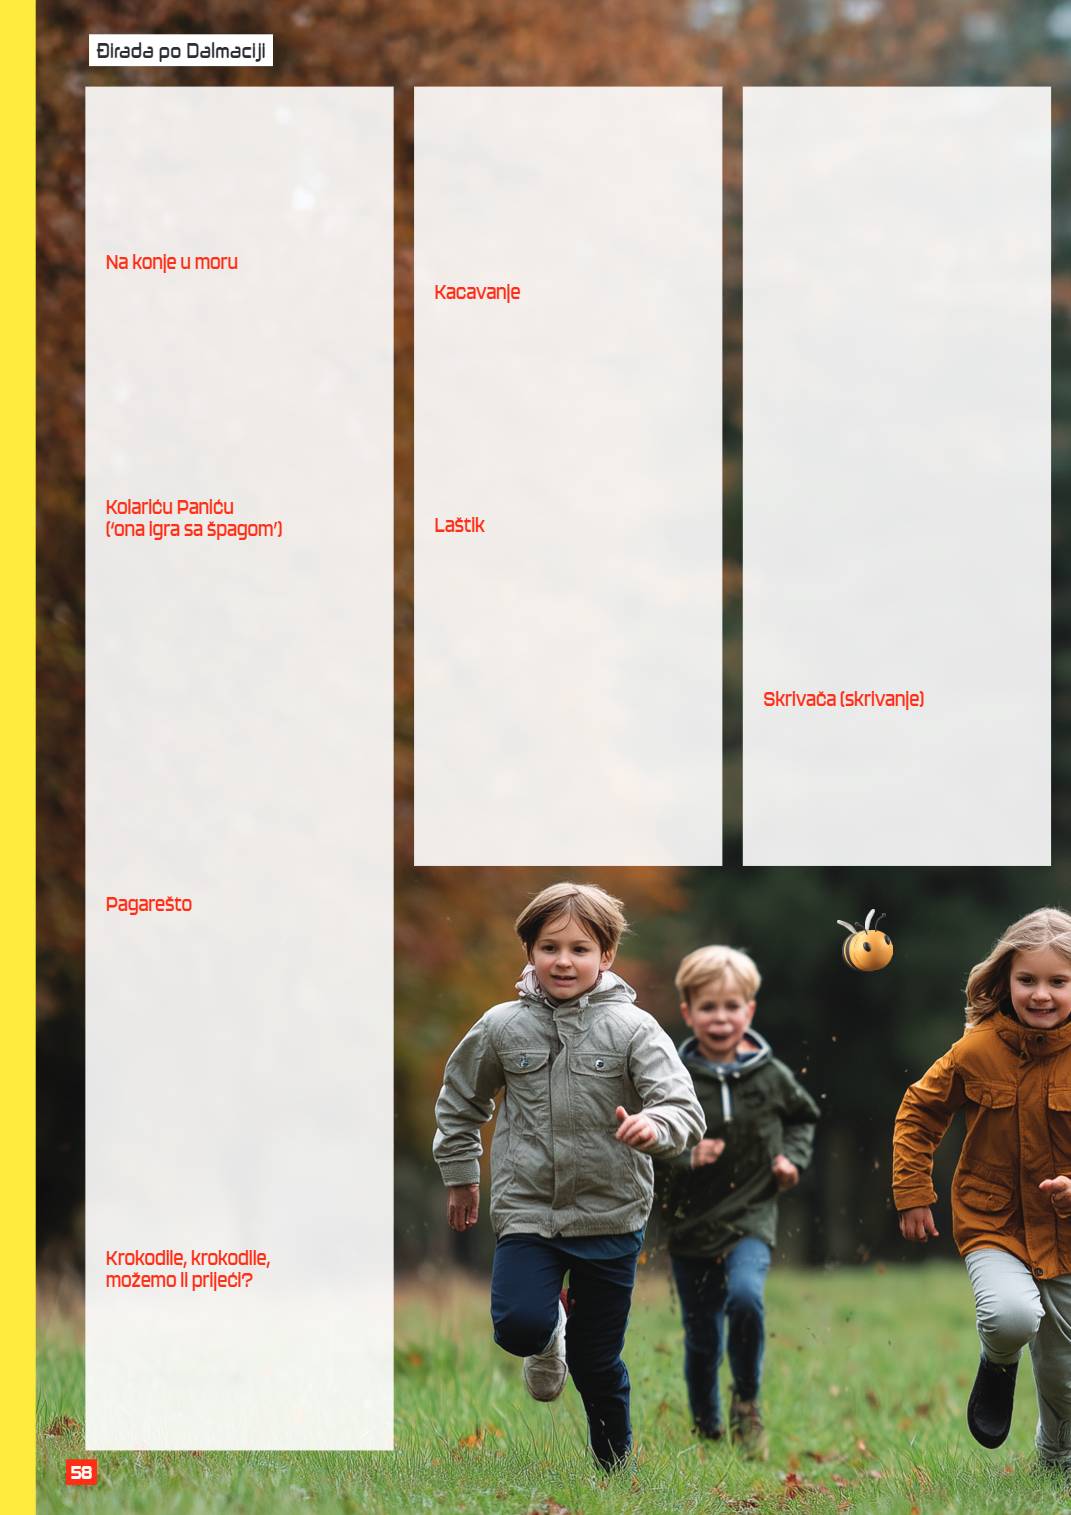 Đirada po Dalmaciji
Na konje u moru
Kolariću Paniću
(‘ona igra sa špagom’)
Pagarešto
Krokodile, krokodile,
možemo li prijeći?
Kacavanje
Laštik
Skrivača (skrivanje)
58